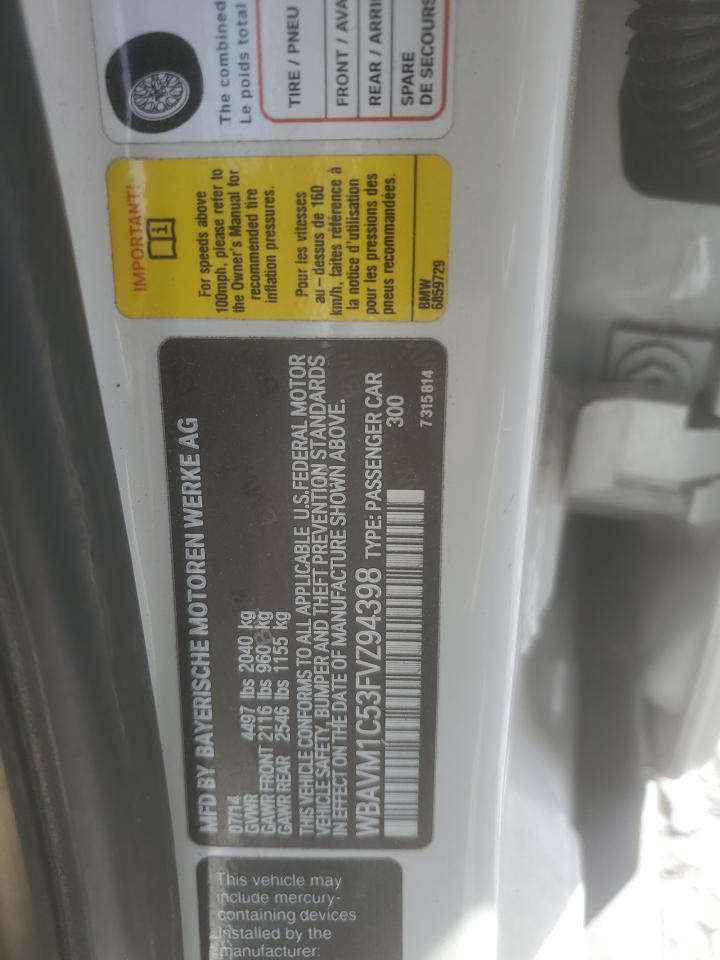 The combined
Le poids total
TIRE / PNEU
FRONT / AVA
REAR / ARRI
SPARE
DE SECOURS
IMPORTANT!
For speeds above
100mph, please refer to
the Owner's Manual for
recommended tire
inflation pressures.
Pour les vitesses
au-dessus de 160
km/h, faites référence à
la notice d'utilisation
pour les pressions des
pneus recommandées.
BMW
6859729
MFD BY BAYERISCHE MOTOREN WERKE AG
07/14
GVWR 4497 lbs 2040 kg
GAWR FRONT 2116 lbs 960 kg
GAWR REAR 2546 lbs 1155 kg
THIS VEHICLE CONFORMS TO ALL APPLICABLE U.S.FEDERAL MOTOR
VEHICLE SAFETY, BUMPER AND THEFT PREVENTION STANDARDS
IN EFFECT ON THE DATE OF MANUFACTURE SHOWN ABOVE.
WBAVM1C53FVZ94398 TYPE: PASSENGER CAR
300
7 315 814
This vehicle may
include mercury-
containing devices
installed by the
manufacturer: